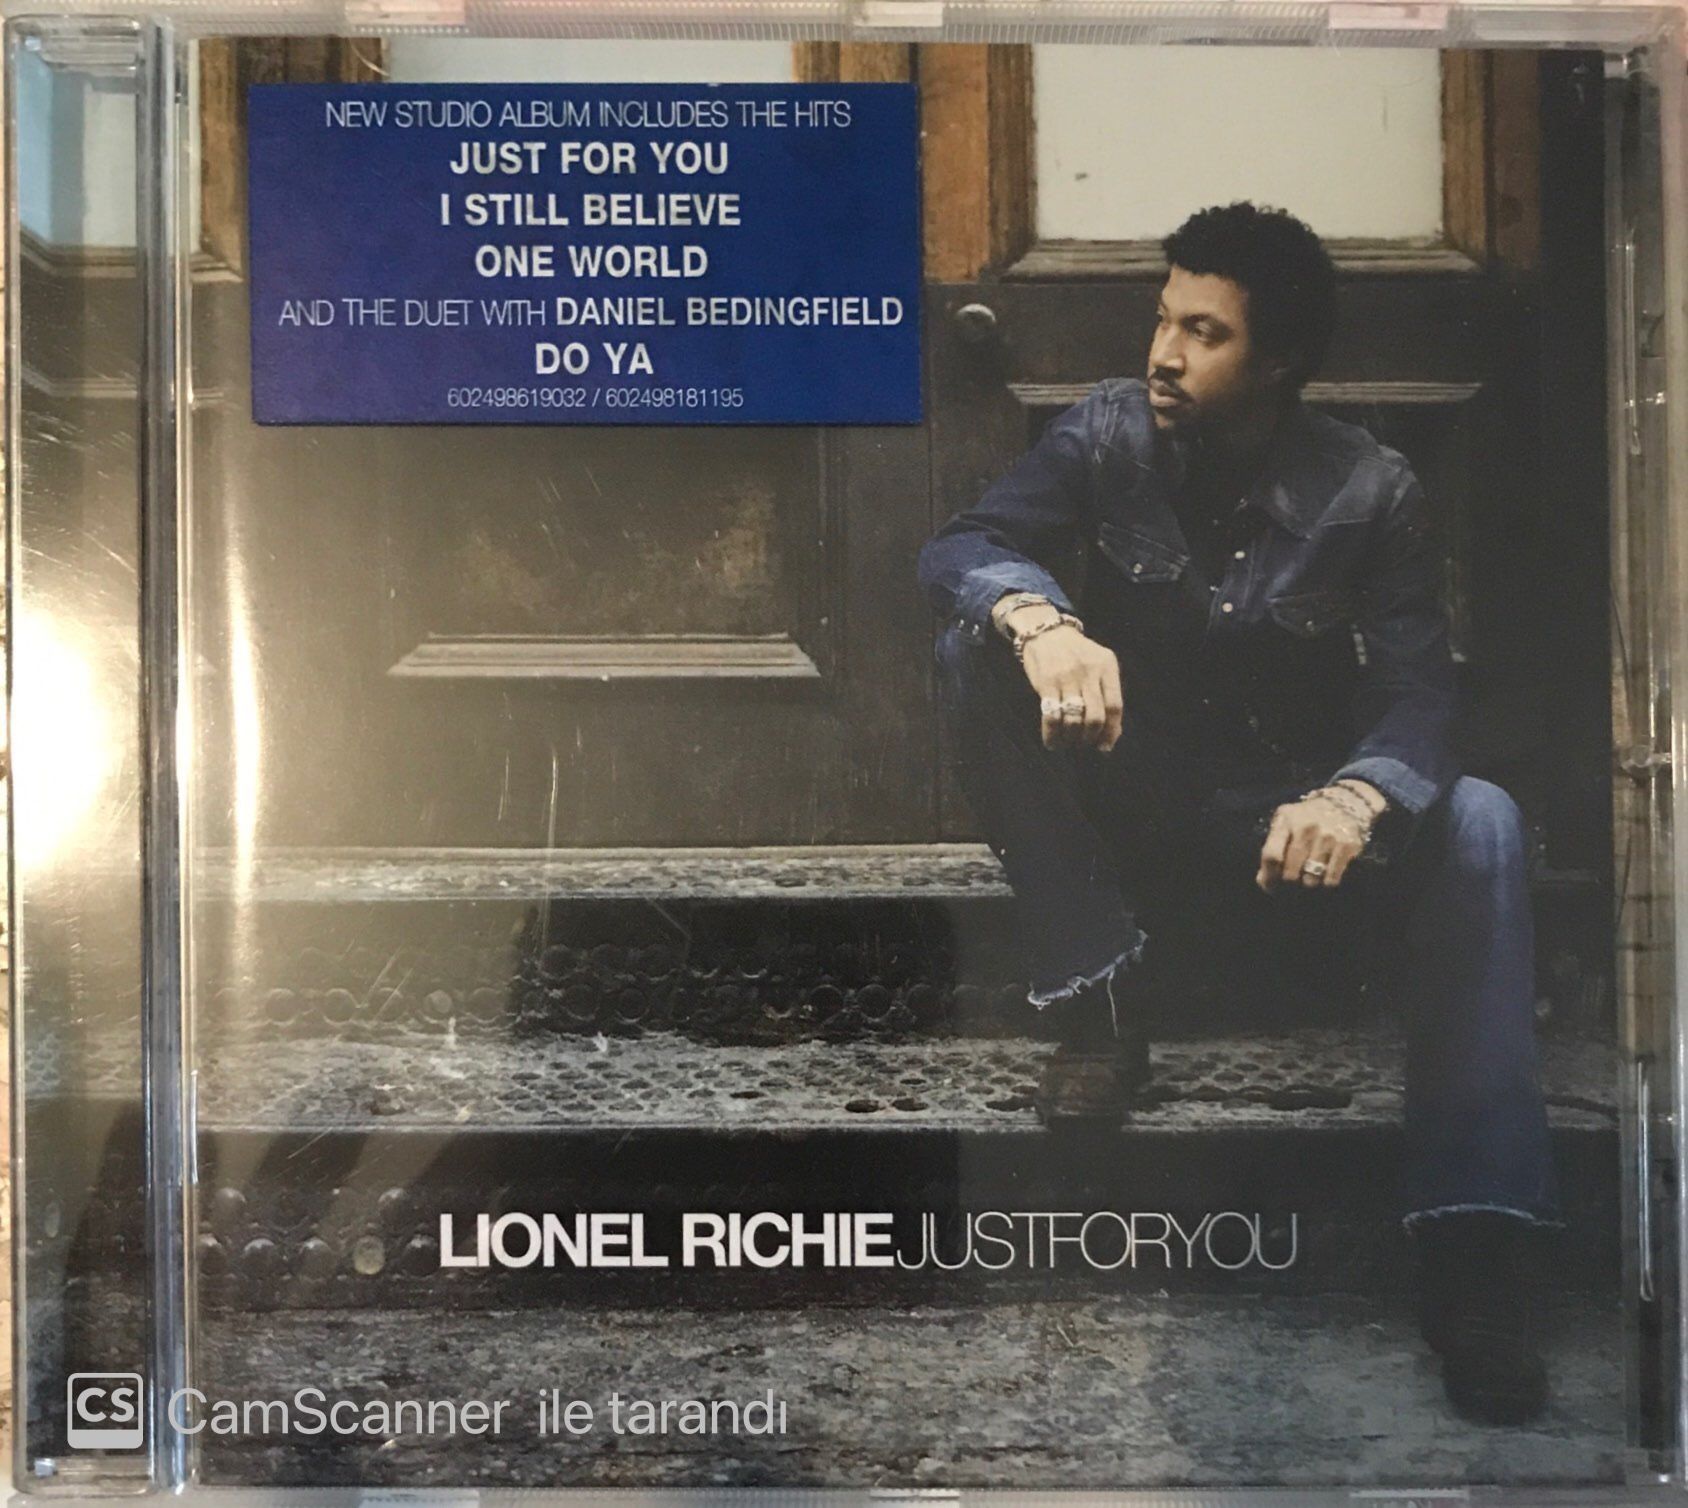 NEW STUDIO ALBUM INCLUDES THE HITS
JUST FOR YOU
I STILL BELIEVE
ONE WORLD
AND THE DUET WITH DANIEL BEDINGFIELD
DO YA
602498619032 / 602498181195
LIONEL RICHIEJUSTFORYOU
CS CamScanner ile tarandı